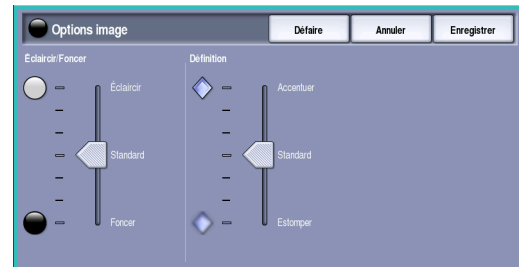 Options image
Défaire
Annuler
Enregistrer
Éclaircir/Foncer
Définition
Éclaircir
Accentuer
Standard
Standard
Foncer
Estomper